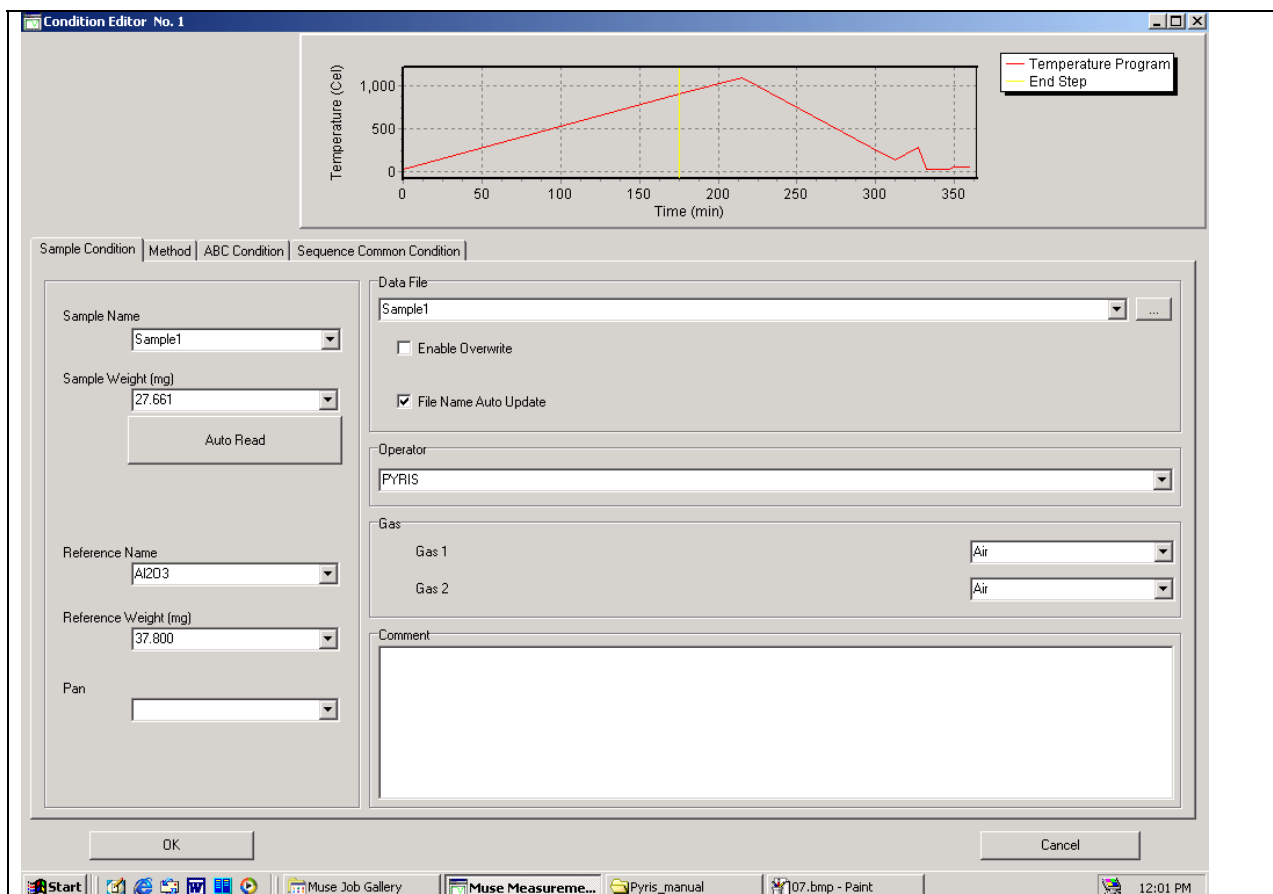 Condition Editor No. 1
Temperature (Cel)
1,000
500
0
0 50 100 150 200 250 300 350
Time (min)
Temperature Program
End Step
Sample Condition Method ABC Condition Sequence Common Condition
Sample Name
Sample1
Sample Weight (mg)
27.661
Auto Read
Reference Name
Al2O3
Reference Weight (mg)
37.800
Pan
Data File
Sample1
...
Enable Overwrite
File Name Auto Update
Operator
PYRIS
Gas
Gas 1 Air
Gas 2 Air
Comment
OK Cancel
Start Muse Job Gallery Muse Measureme... Pyris_manual 07.bmp - Paint 12:01 PM